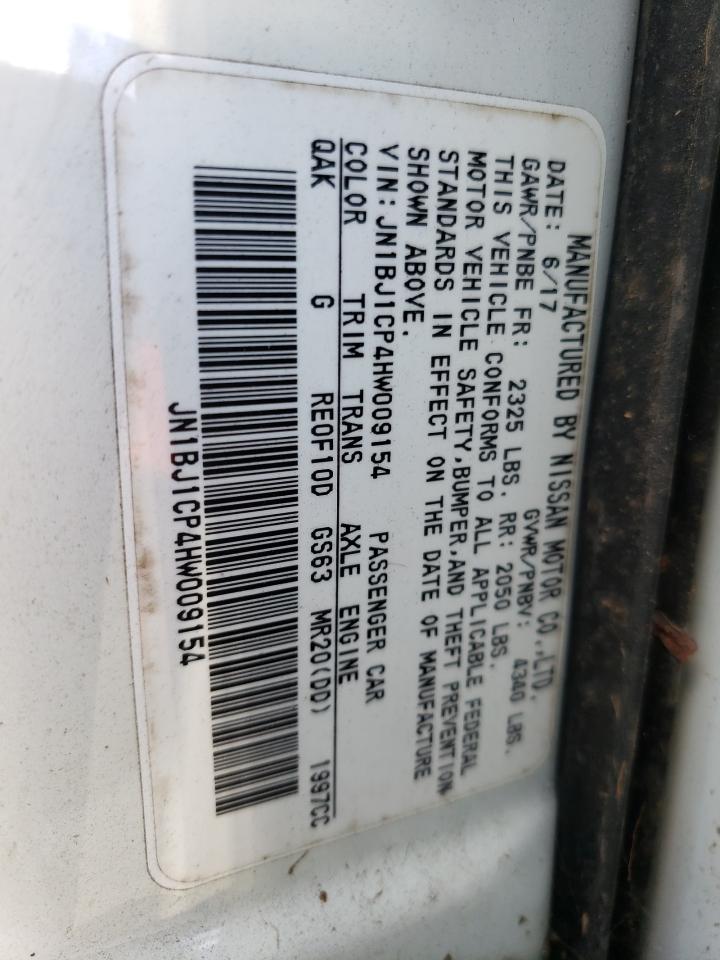 MANUFACTURED BY NISSAN MOTOR CO.,LTD.
DATE: 6/17 GVWR/PNBV: 4340 LBS.
GAWR/PNBE FR: 2325 LBS. RR: 2050 LBS.
THIS VEHICLE CONFORMS TO ALL APPLICABLE FEDERAL
MOTOR VEHICLE SAFETY,BUMPER,AND THEFT PREVENTION
STANDARDS IN EFFECT ON THE DATE OF MANUFACTURE
SHOWN ABOVE.
VIN:JN1BJ1CP4HW009154 PASSENGER CAR
COLOR TRIM TRANS AXLE ENGINE
QAK G RE0F10D GS63 MR20(DD) 1997CC
JN1BJ1CP4HW009154